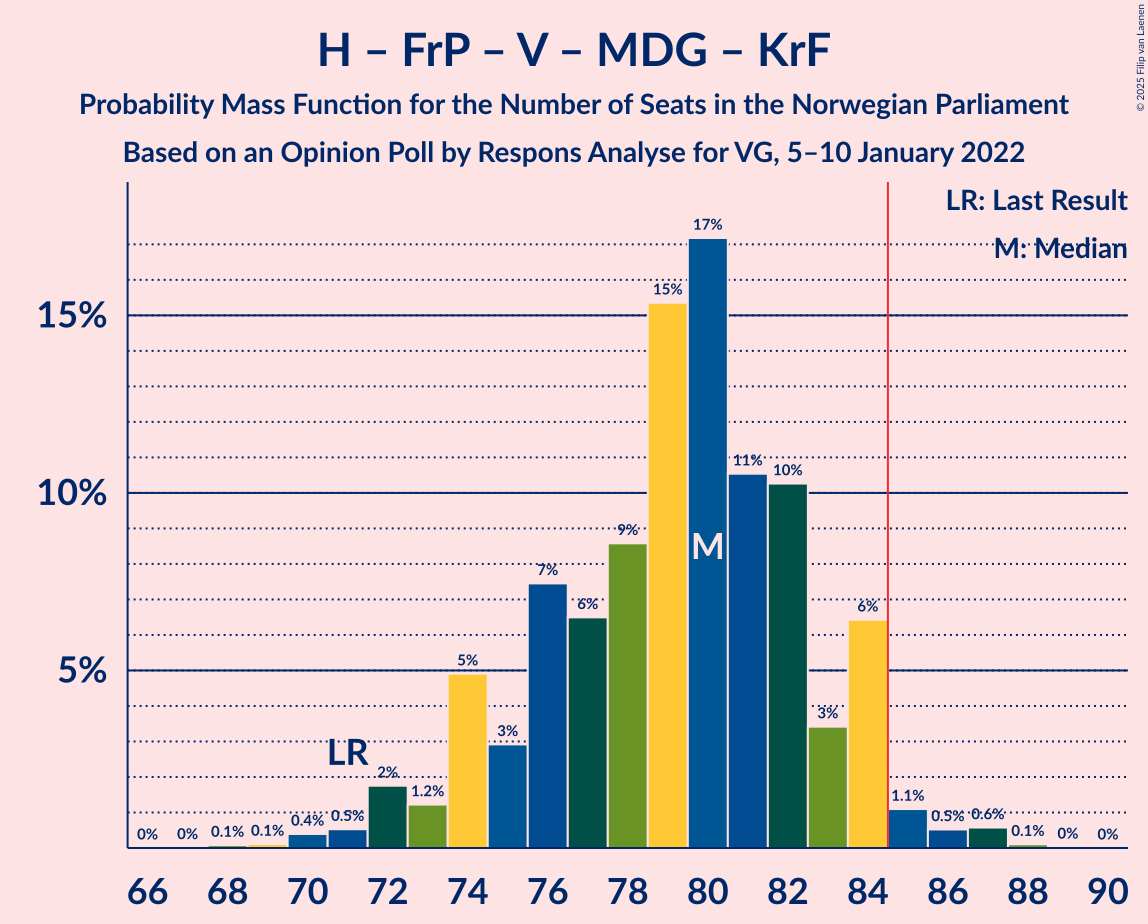 H – FrP – V – MDG – KrF
Probability Mass Function for the Number of Seats in the Norwegian Parliament
Based on an Opinion Poll by Respons Analyse for VG, 5–10 January 2022
© 2025 Filip van Laenen
LR: Last Result
M: Median
17%
15%
15%
11%
10%
10%
9%
M
7%
6%
6%
5%
5%
3%
3%
LR
2%
1.2%
1.1%
0% 0% 0.1% 0.1% 0.4% 0.5% 0.5% 0.6% 0.1% 0% 0%
66 68 70 72 74 76 78 80 82 84 86 88 90